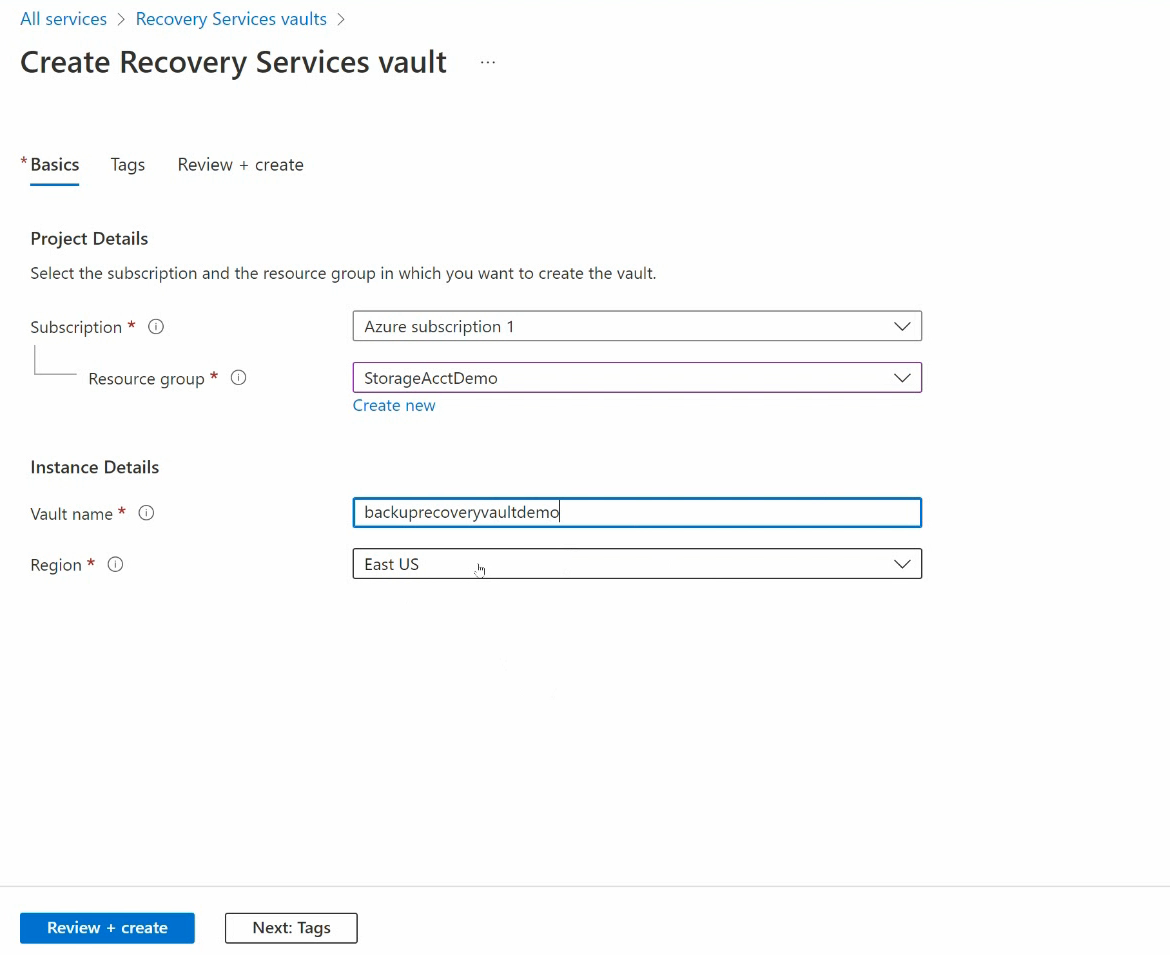 All services > Recovery Services vaults >
Create Recovery Services vault ...
* Basics Tags Review + create
Project Details
Select the subscription and the resource group in which you want to create the vault.
Subscription * Azure subscription 1
Resource group * StorageAcctDemo
Create new
Instance Details
Vault name * backuprecoveryvaultdemo
Region * East US
Review + create Next: Tags